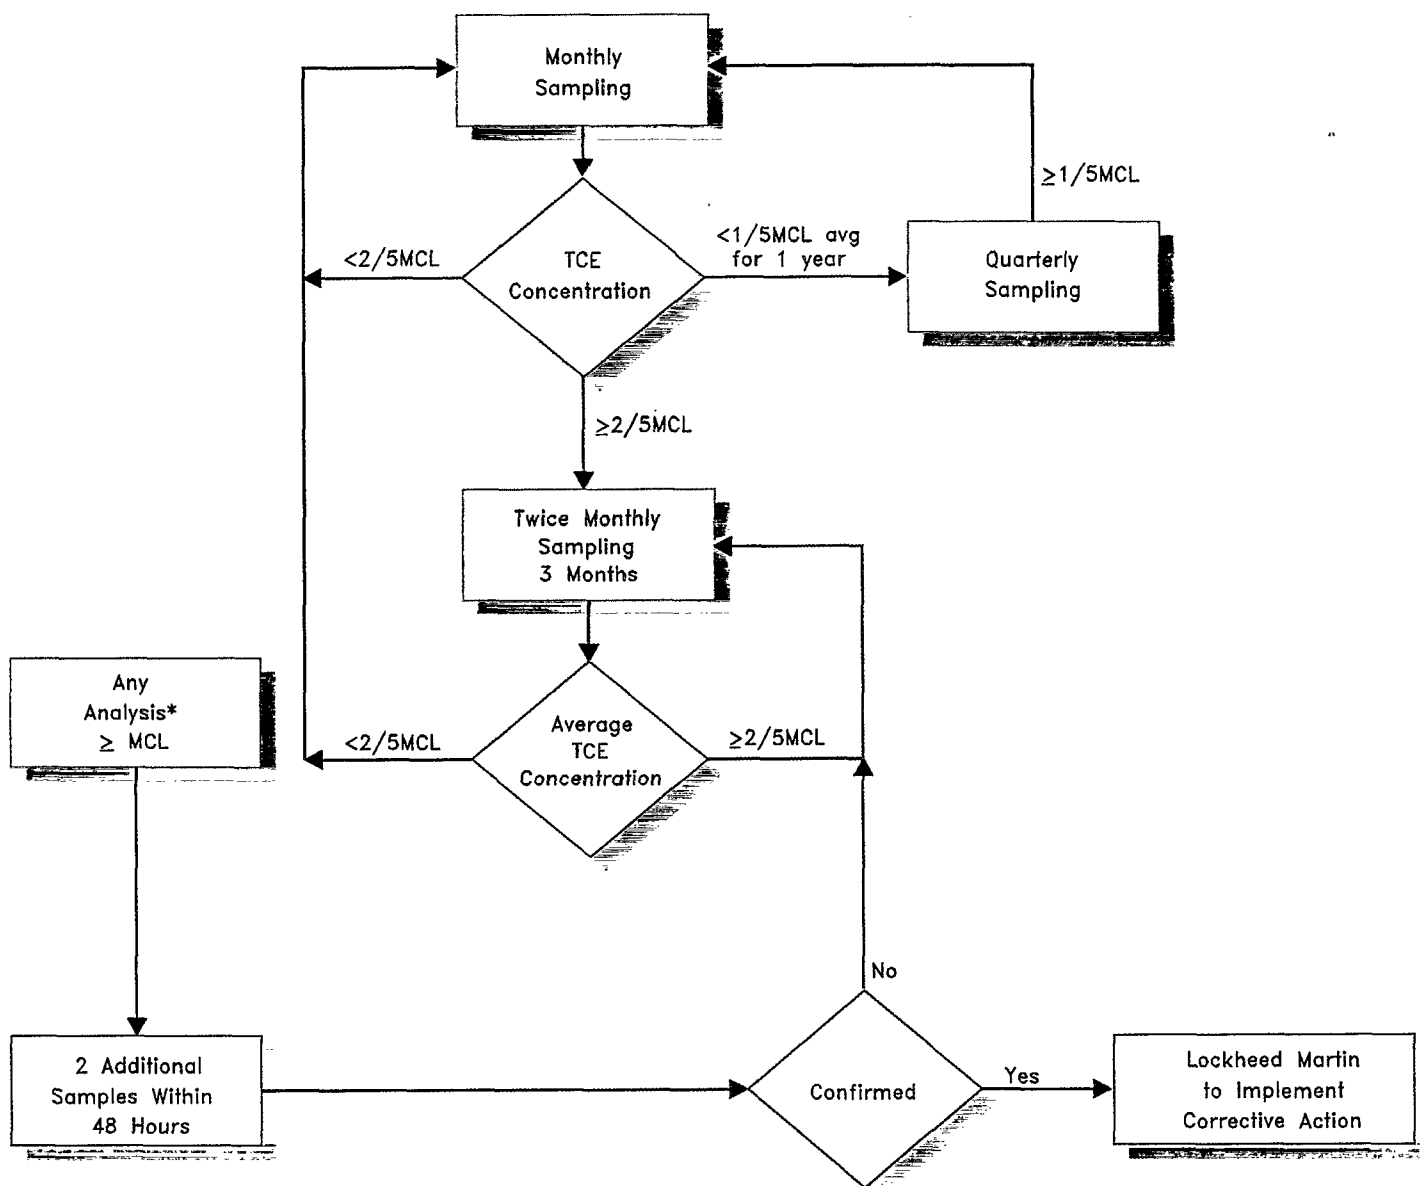 Monthly
Sampling
≥1/5MCL
<1/5MCL avg
for 1 year
<2/5MCL
TCE
Concentration
Quarterly
Sampling
≥2/5MCL
Twice Monthly
Sampling
3 Months
Any
Analysis*
≥ MCL
<2/5MCL
Average
TCE
Concentration
≥2/5MCL
No
2 Additional
Samples Within
48 Hours
Confirmed
Yes
Lockheed Martin
to Implement
Corrective Action